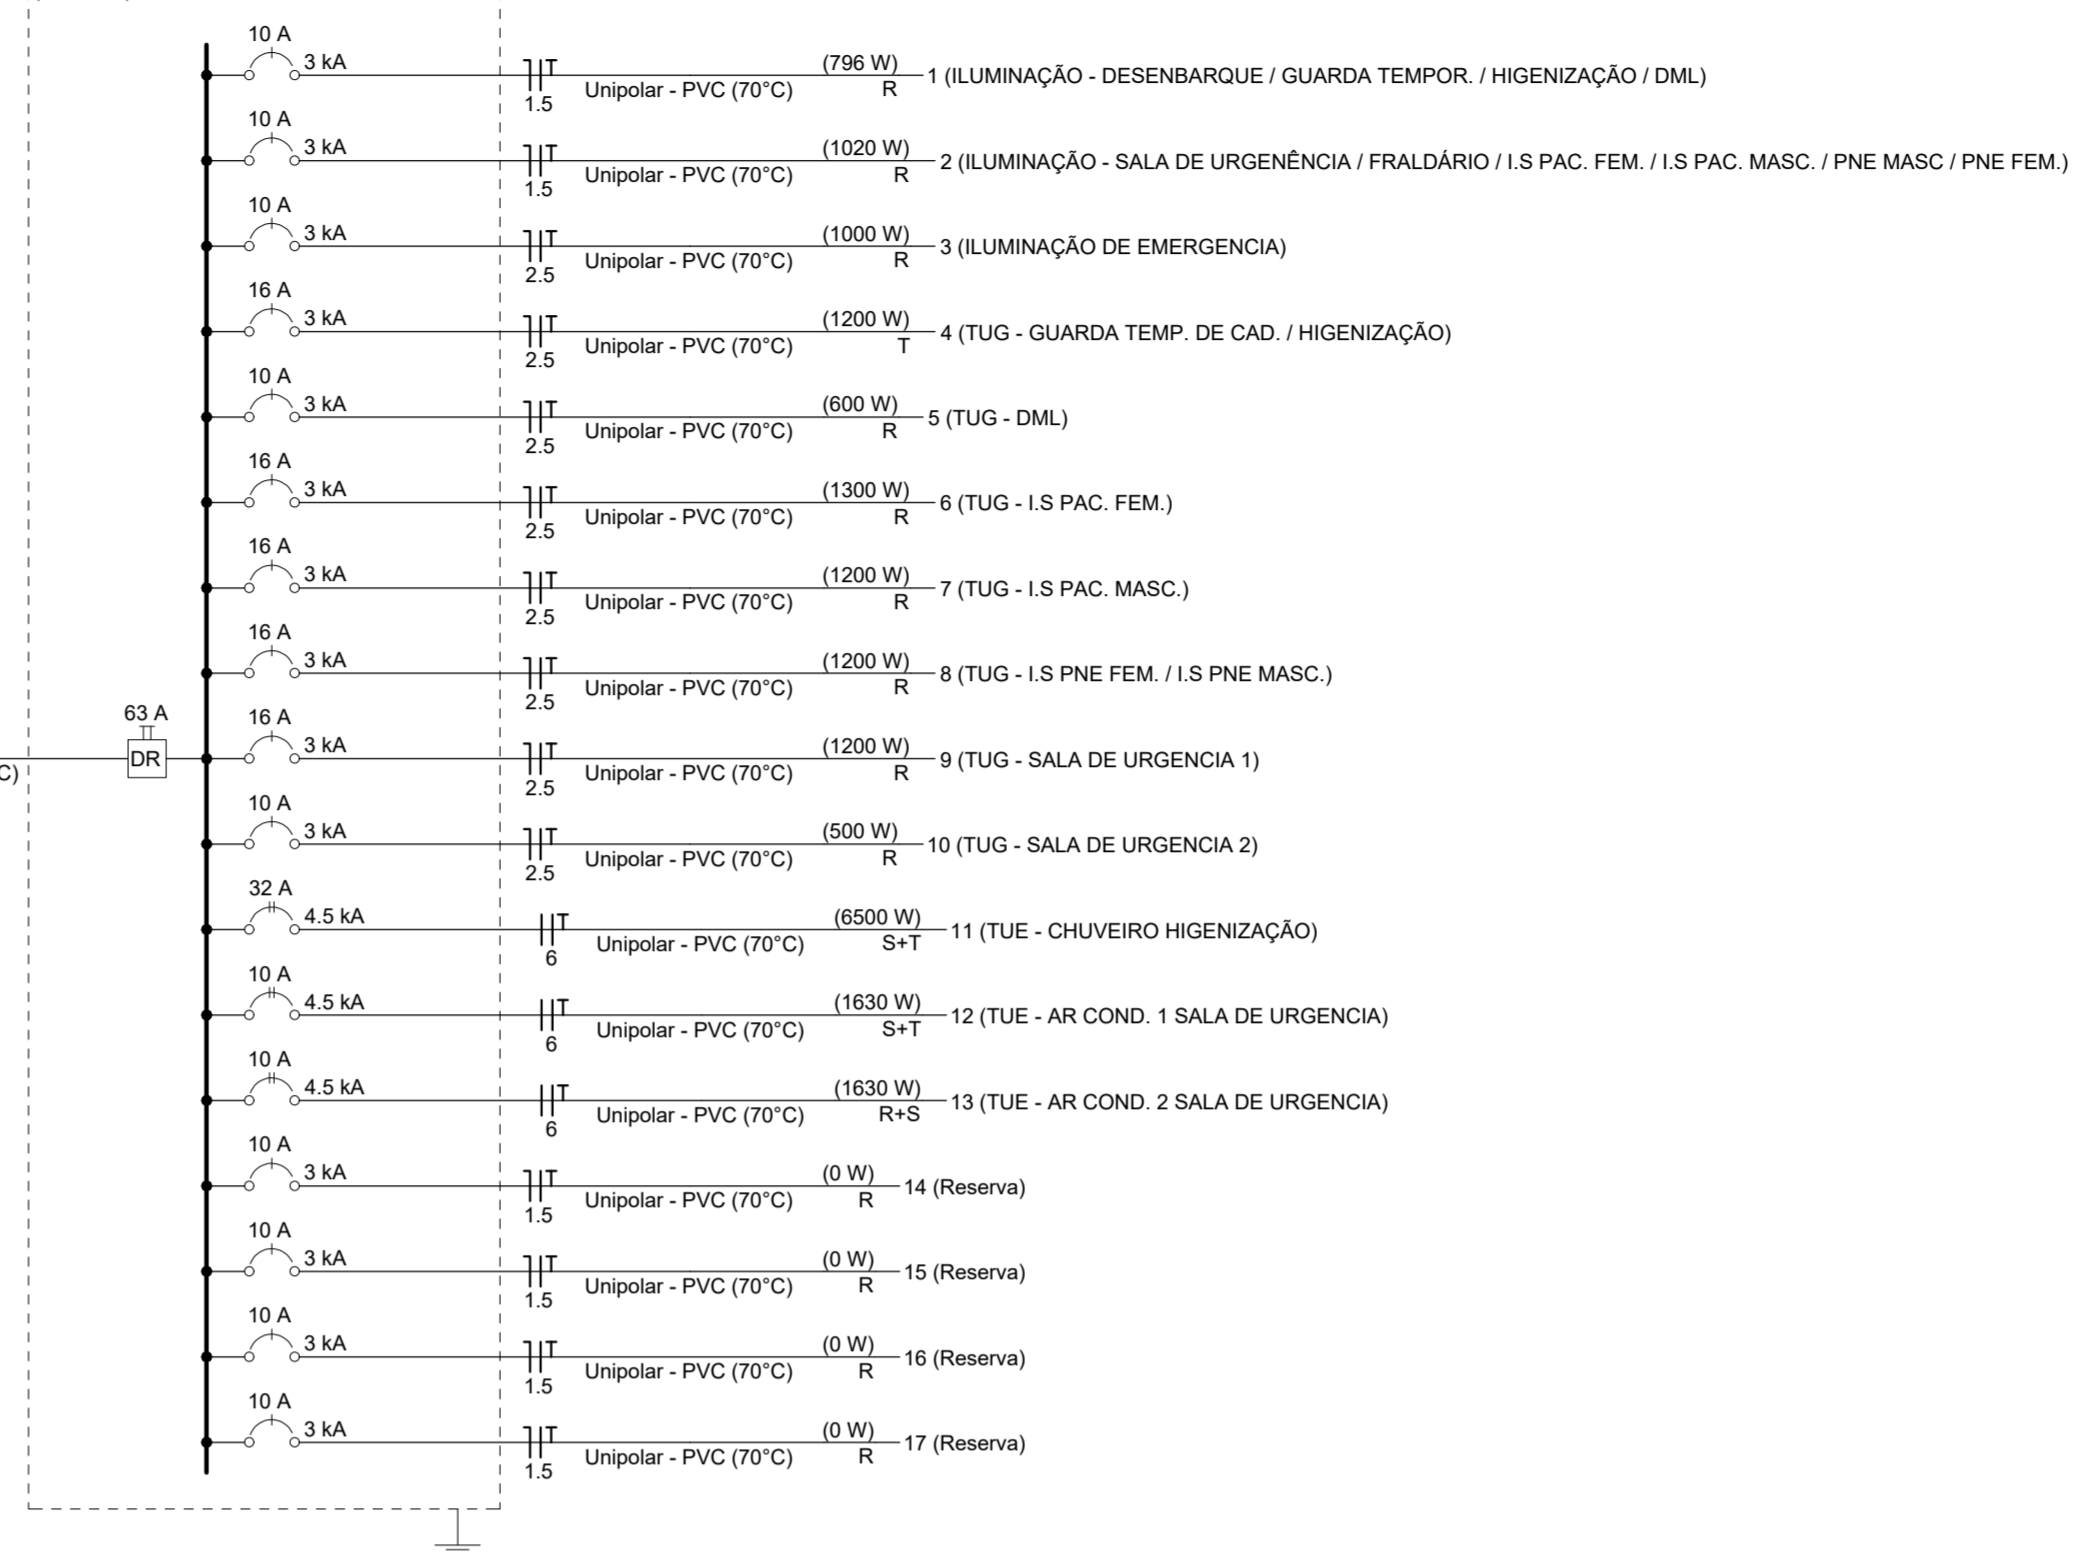 10 A
3 kA
1.5
Unipolar - PVC (70°C)
(796 W)
R
1 (ILUMINAÇÃO - DESENBARQUE / GUARDA TEMPOR. / HIGENIZAÇÃO / DML)
10 A
3 kA
1.5
Unipolar - PVC (70°C)
(1020 W)
R
2 (ILUMINAÇÃO - SALA DE URGENÊNCIA / FRALDÁRIO / I.S PAC. FEM. / I.S PAC. MASC. / PNE MASC / PNE FEM.)
10 A
3 kA
2.5
Unipolar - PVC (70°C)
(1000 W)
R
3 (ILUMINAÇÃO DE EMERGENCIA)
16 A
3 kA
2.5
Unipolar - PVC (70°C)
(1200 W)
T
4 (TUG - GUARDA TEMP. DE CAD. / HIGENIZAÇÃO)
10 A
3 kA
2.5
Unipolar - PVC (70°C)
(600 W)
R
5 (TUG - DML)
16 A
3 kA
2.5
Unipolar - PVC (70°C)
(1300 W)
R
6 (TUG - I.S PAC. FEM.)
16 A
3 kA
2.5
Unipolar - PVC (70°C)
(1200 W)
R
7 (TUG - I.S PAC. MASC.)
16 A
3 kA
2.5
Unipolar - PVC (70°C)
(1200 W)
R
8 (TUG - I.S PNE FEM. / I.S PNE MASC.)
C)
63 A
DR
16 A
3 kA
2.5
Unipolar - PVC (70°C)
(1200 W)
R
9 (TUG - SALA DE URGENCIA 1)
10 A
3 kA
2.5
Unipolar - PVC (70°C)
(500 W)
R
10 (TUG - SALA DE URGENCIA 2)
32 A
4.5 kA
6
Unipolar - PVC (70°C)
(6500 W)
S+T
11 (TUE - CHUVEIRO HIGENIZAÇÃO)
10 A
4.5 kA
6
Unipolar - PVC (70°C)
(1630 W)
S+T
12 (TUE - AR COND. 1 SALA DE URGENCIA)
10 A
4.5 kA
6
Unipolar - PVC (70°C)
(1630 W)
R+S
13 (TUE - AR COND. 2 SALA DE URGENCIA)
10 A
3 kA
1.5
Unipolar - PVC (70°C)
(0 W)
R
14 (Reserva)
10 A
3 kA
1.5
Unipolar - PVC (70°C)
(0 W)
R
15 (Reserva)
10 A
3 kA
1.5
Unipolar - PVC (70°C)
(0 W)
R
16 (Reserva)
10 A
3 kA
1.5
Unipolar - PVC (70°C)
(0 W)
R
17 (Reserva)